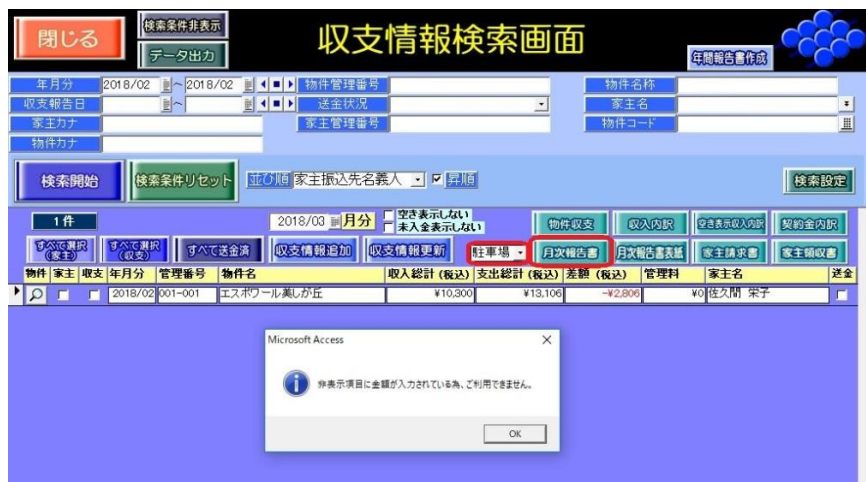 閉じる 検索条件非表示 収支情報検索画面
データ出力 年間報告書作成
年月分 2018/02 ～ 2018/02 物件管理番号 物件名称
収支報告日 ～ 送金状況 家主名
家主カナ 家主管理番号 物件コード
物件カナ
検索開始 検索条件リセット 並び順 家主振込先名義人 昇順 検索設定
1件 2018/03 月分 空き表示しない 物件収支 収入内訳 空き表示収入内訳 契約金内訳
未入金表示しない
すべて選択(家主) すべて選択(収支) すべて送金済 収支情報追加 収支情報更新 駐車場 月次報告書 月次報告書表紙 家主請求書 家主領収書
物件 家主 収支 年月分 管理番号 物件名 収入総計 (税込) 支出総計 (税込) 差額 (税込) 管理料 家主名 送金
2018/02 001-001 エスポワール美しが丘 ¥10,300 ¥13,106 -¥2,806 ¥0 佐久間 栄子
Microsoft Access
非表示項目に金額が入力されている為、ご利用できません。
OK